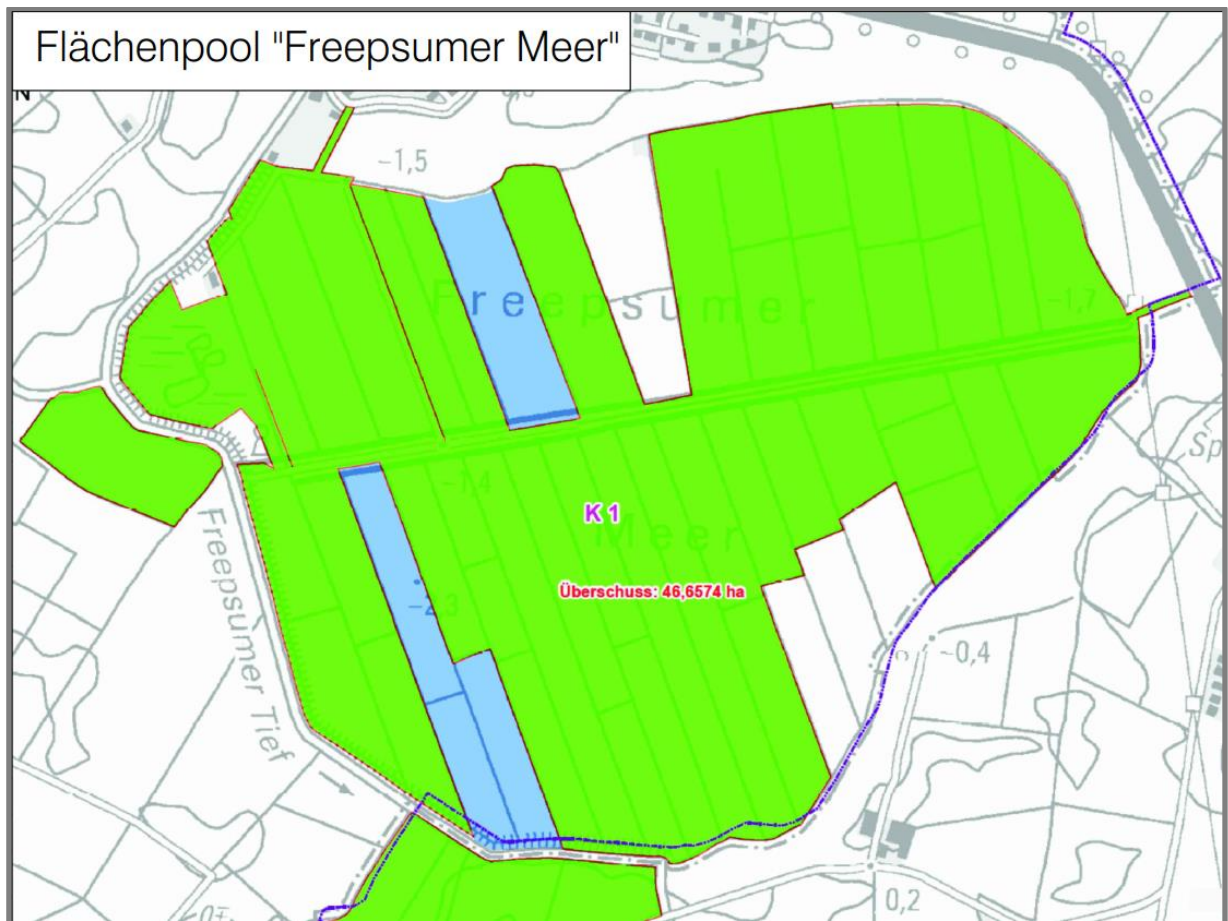 Flächenpool "Freepsumer Meer"
N
-1,5
Freepsumer
-1,7
-1,4
K 1
Meer
Sp
Überschuss: 46,6574 ha
-2,3
Freepsumer Tief
-0,4
0,2